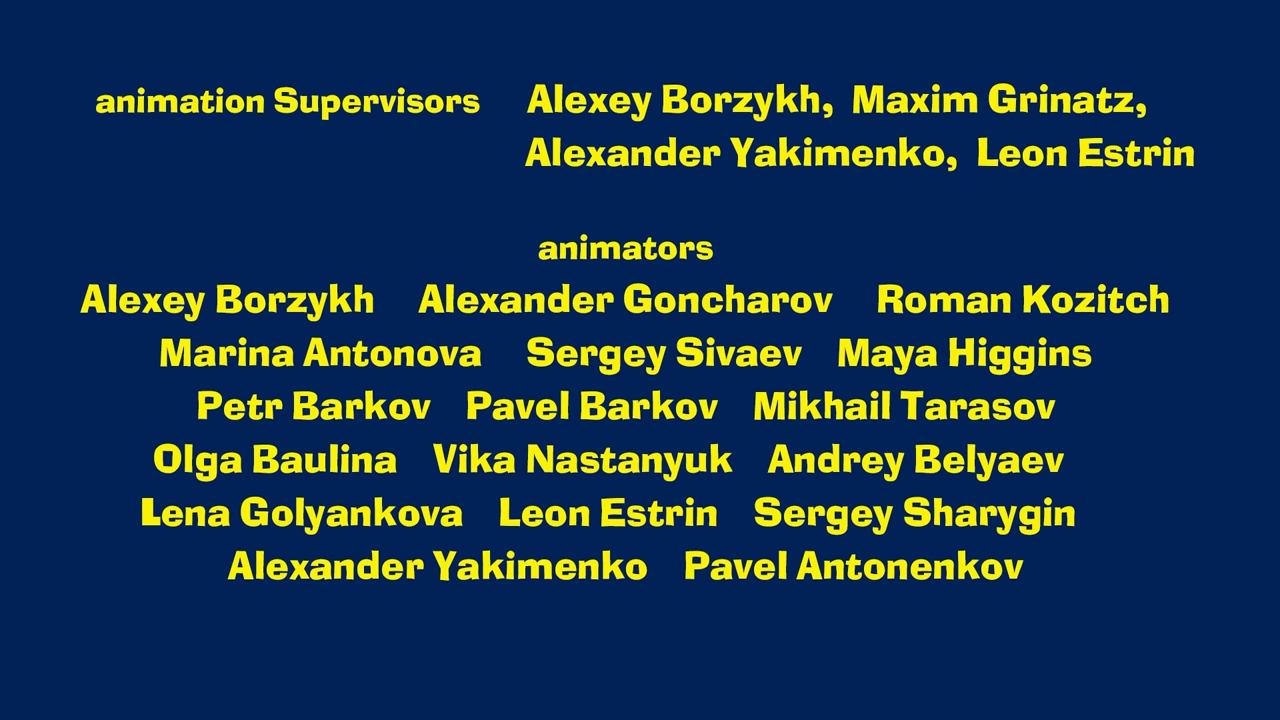 animation Supervisors Alexey Borzykh, Maxim Grinatz,
Alexander Yakimenko, Leon Estrin
animators
Alexey Borzykh Alexander Goncharov Roman Kozitch
Marina Antonova Sergey Sivaev Maya Higgins
Petr Barkov Pavel Barkov Mikhail Tarasov
Olga Baulina Vika Nastanyuk Andrey Belyaev
Lena Golyankova Leon Estrin Sergey Sharygin
Alexander Yakimenko Pavel Antonenkov